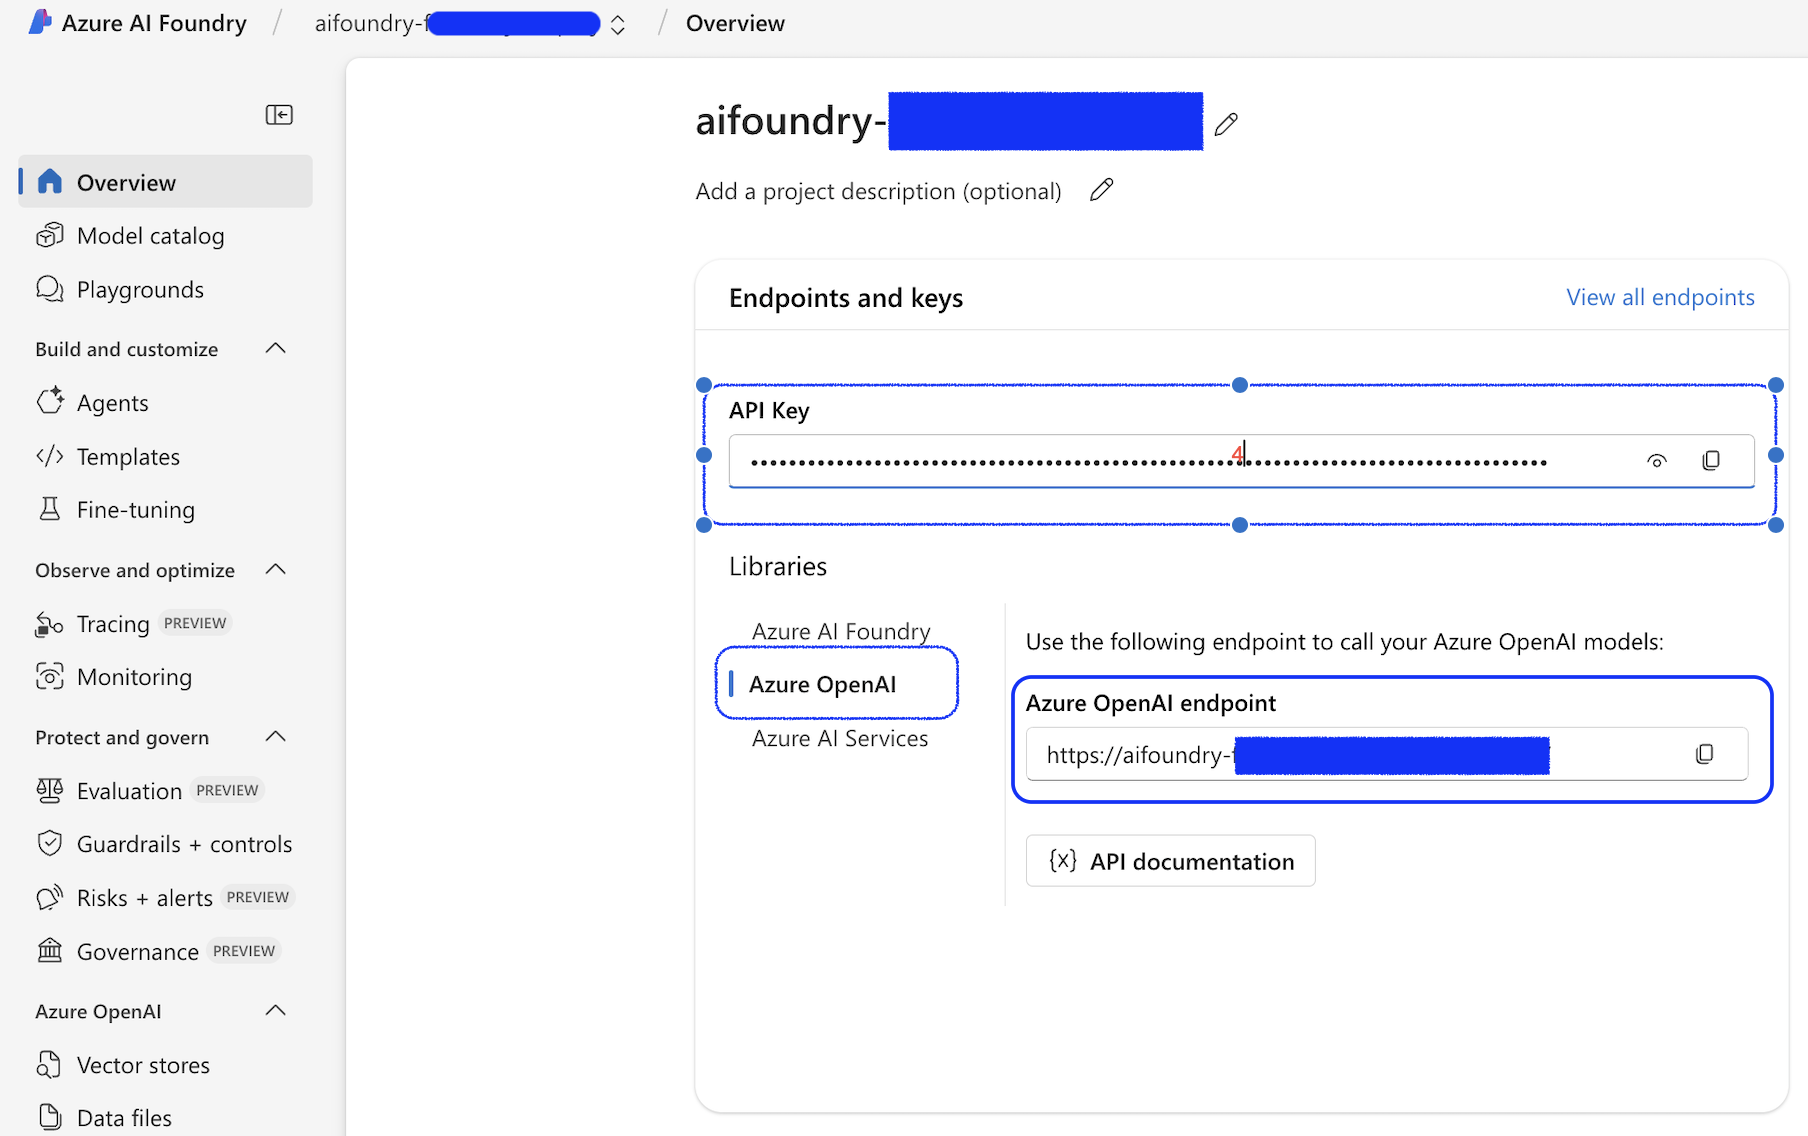 Azure AI Foundry / aifoundry-f / Overview
aifoundry-
Add a project description (optional)
Overview
Model catalog
Playgrounds
Build and customize
Agents
Templates
Fine-tuning
Observe and optimize
Tracing PREVIEW
Monitoring
Protect and govern
Evaluation PREVIEW
Guardrails + controls
Risks + alerts PREVIEW
Governance PREVIEW
Azure OpenAI
Vector stores
Data files
Endpoints and keys
View all endpoints
API Key
4
Libraries
Azure AI Foundry
Azure OpenAI
Azure AI Services
Use the following endpoint to call your Azure OpenAI models:
Azure OpenAI endpoint
https://aifoundry-f
{x} API documentation